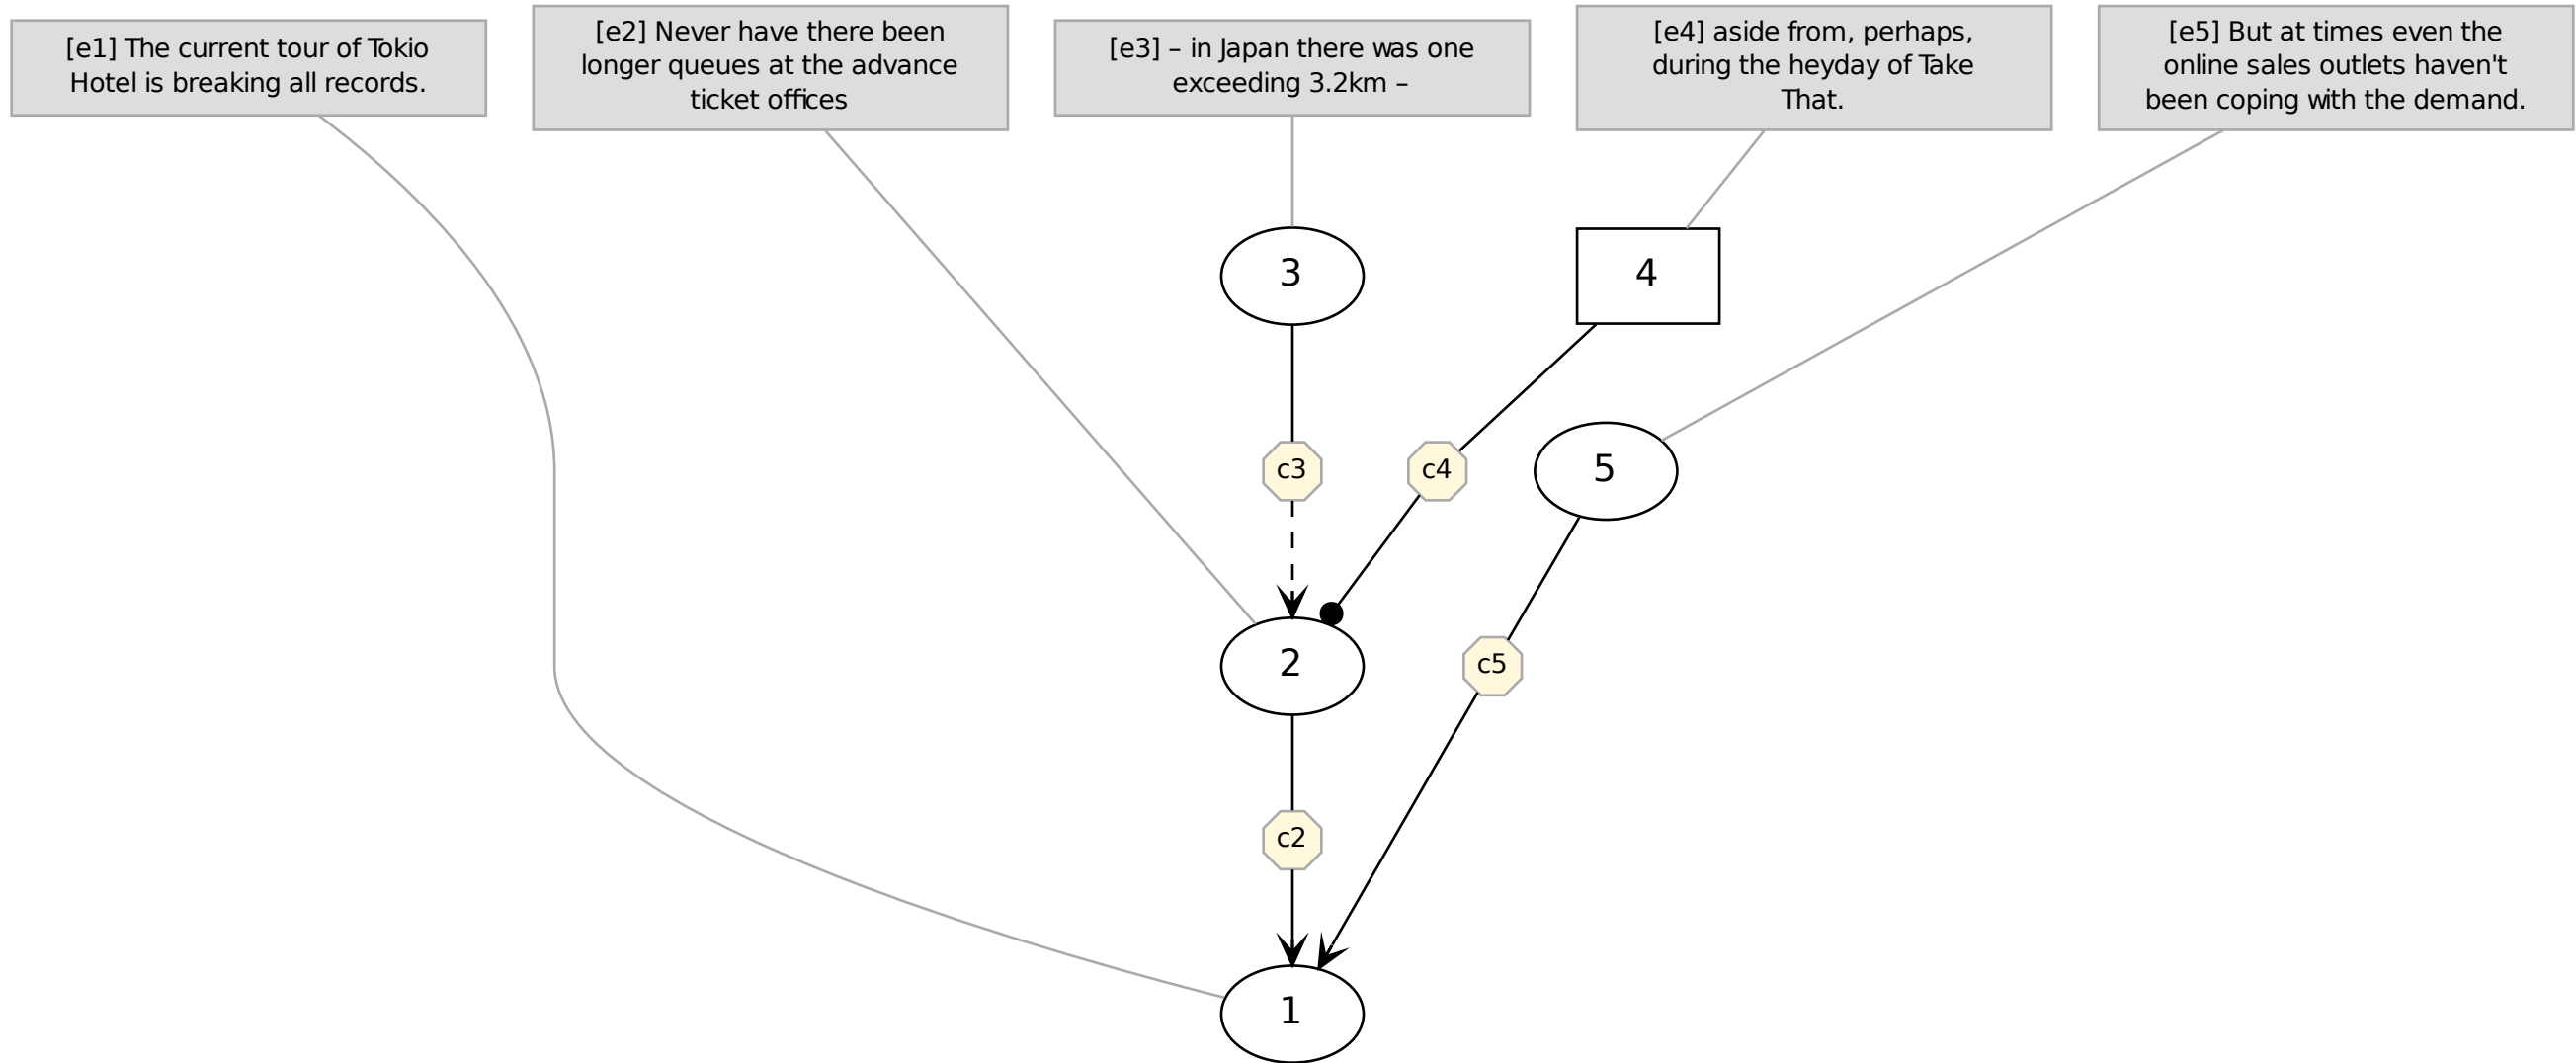 [e1] The current tour of Tokio
Hotel is breaking all records.
[e2] Never have there been
longer queues at the advance
ticket offices
[e3] – in Japan there was one
exceeding 3.2km –
[e4] aside from, perhaps,
during the heyday of Take
That.
[e5] But at times even the
online sales outlets haven't
been coping with the demand.
3
4
c3
c4
5
2
c5
c2
1